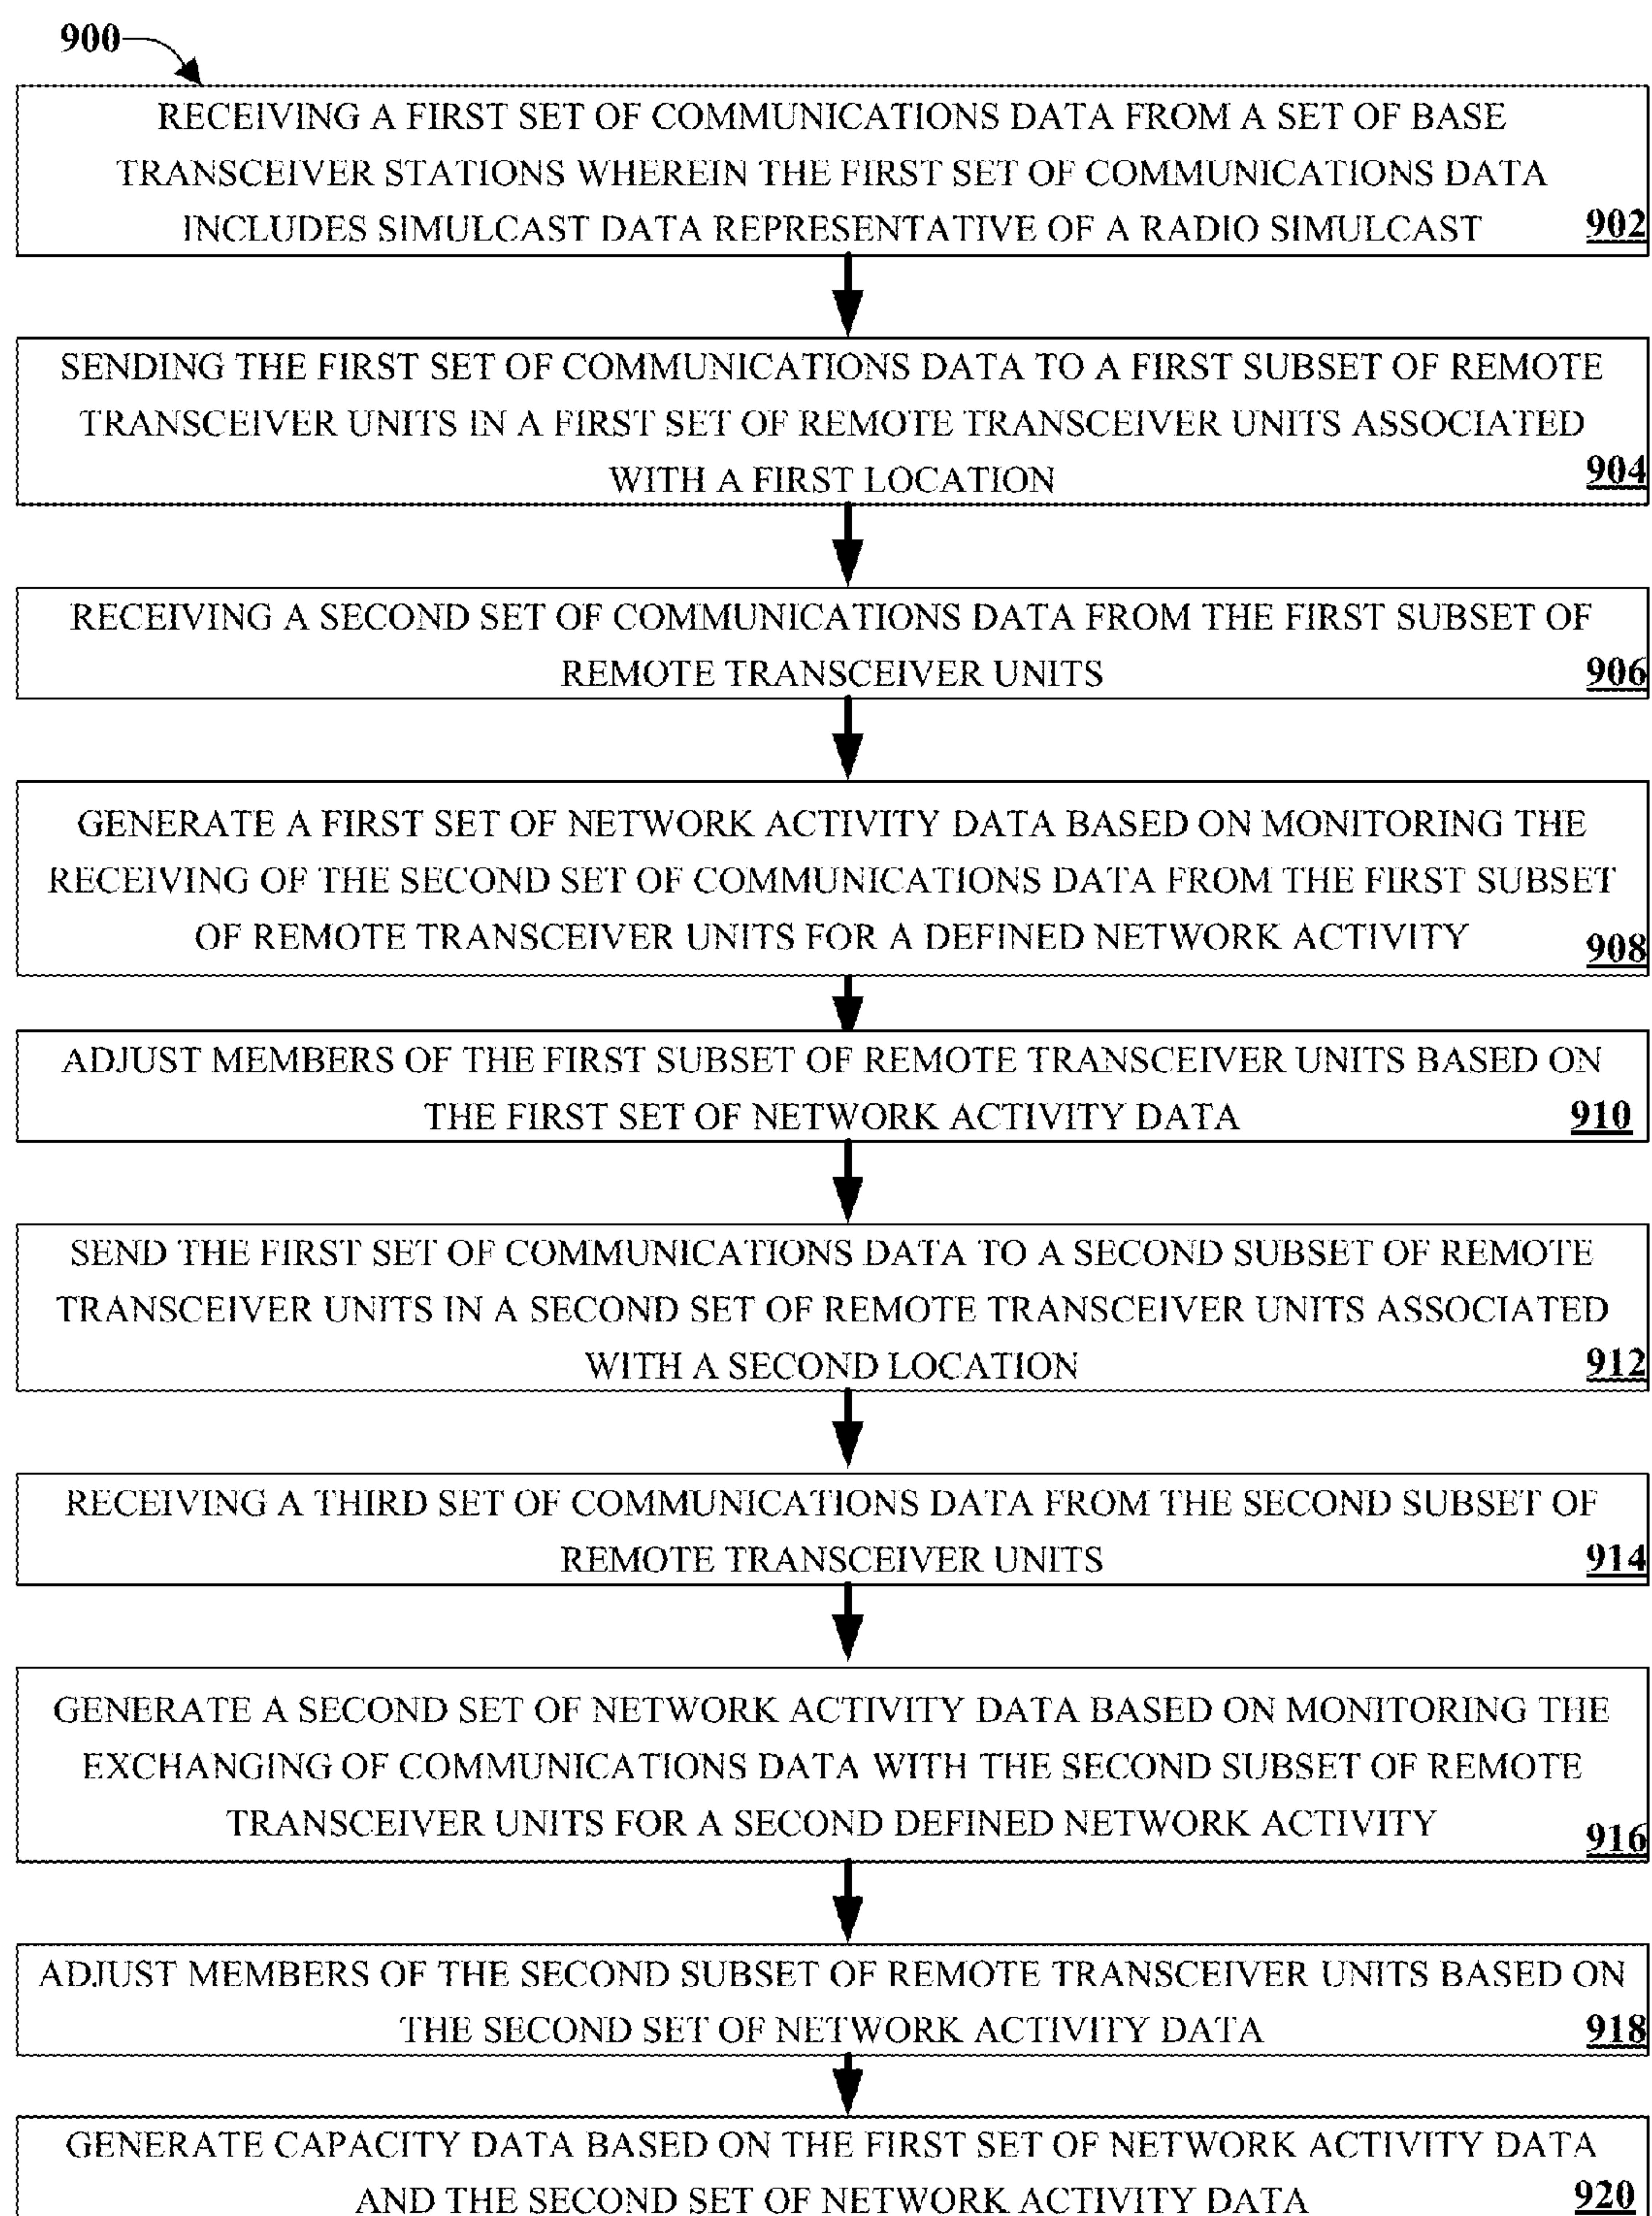 900
RECEIVING A FIRST SET OF COMMUNICATIONS DATA FROM A SET OF BASE
TRANSCEIVER STATIONS WHEREIN THE FIRST SET OF COMMUNICATIONS DATA
INCLUDES SIMULCAST DATA REPRESENTATIVE OF A RADIO SIMULCAST
902
SENDING THE FIRST SET OF COMMUNICATIONS DATA TO A FIRST SUBSET OF REMOTE
TRANSCEIVER UNITS IN A FIRST SET OF REMOTE TRANSCEIVER UNITS ASSOCIATED
WITH A FIRST LOCATION
904
RECEIVING A SECOND SET OF COMMUNICATIONS DATA FROM THE FIRST SUBSET OF
REMOTE TRANSCEIVER UNITS
906
GENERATE A FIRST SET OF NETWORK ACTIVITY DATA BASED ON MONITORING THE
RECEIVING OF THE SECOND SET OF COMMUNICATIONS DATA FROM THE FIRST SUBSET
OF REMOTE TRANSCEIVER UNITS FOR A DEFINED NETWORK ACTIVITY
908
ADJUST MEMBERS OF THE FIRST SUBSET OF REMOTE TRANSCEIVER UNITS BASED ON
THE FIRST SET OF NETWORK ACTIVITY DATA
910
SEND THE FIRST SET OF COMMUNICATIONS DATA TO A SECOND SUBSET OF REMOTE
TRANSCEIVER UNITS IN A SECOND SET OF REMOTE TRANSCEIVER UNITS ASSOCIATED
WITH A SECOND LOCATION
912
RECEIVING A THIRD SET OF COMMUNICATIONS DATA FROM THE SECOND SUBSET OF
REMOTE TRANSCEIVER UNITS
914
GENERATE A SECOND SET OF NETWORK ACTIVITY DATA BASED ON MONITORING THE
EXCHANGING OF COMMUNICATIONS DATA WITH THE SECOND SUBSET OF REMOTE
TRANSCEIVER UNITS FOR A SECOND DEFINED NETWORK ACTIVITY
916
ADJUST MEMBERS OF THE SECOND SUBSET OF REMOTE TRANSCEIVER UNITS BASED ON
THE SECOND SET OF NETWORK ACTIVITY DATA
918
GENERATE CAPACITY DATA BASED ON THE FIRST SET OF NETWORK ACTIVITY DATA
AND THE SECOND SET OF NETWORK ACTIVITY DATA
920